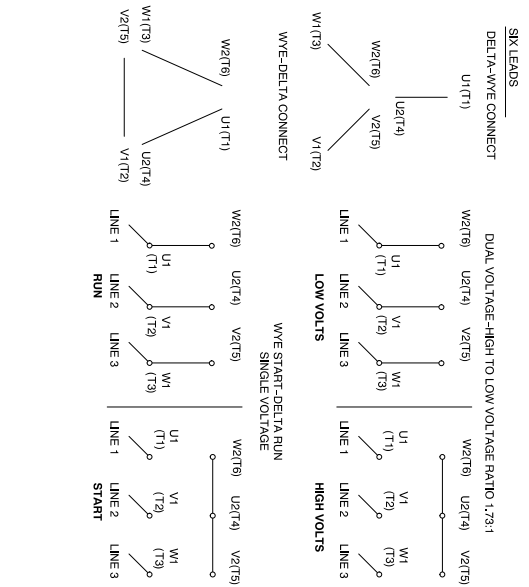 SIX LEADS
DELTA–WYE CONNECT
U1(T1)
U2(T4)
W2(T6)
V2(T5)
W1(T3)
V1(T2)
WYE–DELTA CONNECT
W2(T6)
U1(T1)
W1(T3)
V2(T5)
U2(T4)
V1(T2)
DUAL VOLTAGE–HIGH TO LOW VOLTAGE RATIO 1.73:1
W2(T6) U2(T4) V2(T5)
U1 (T1)
V1 (T2)
W1 (T3)
LINE 1 LINE 2 LINE 3
LOW VOLTS
W2(T6) U2(T4) V2(T5)
U1 (T1)
V1 (T2)
W1 (T3)
LINE 1 LINE 2 LINE 3
HIGH VOLTS
WYE START–DELTA RUN
SINGLE VOLTAGE
W2(T6) U2(T4) V2(T5)
U1 (T1)
V1 (T2)
W1 (T3)
LINE 1 LINE 2 LINE 3
RUN
W2(T6) U2(T4) V2(T5)
U1 (T1)
V1 (T2)
W1 (T3)
LINE 1 LINE 2 LINE 3
START